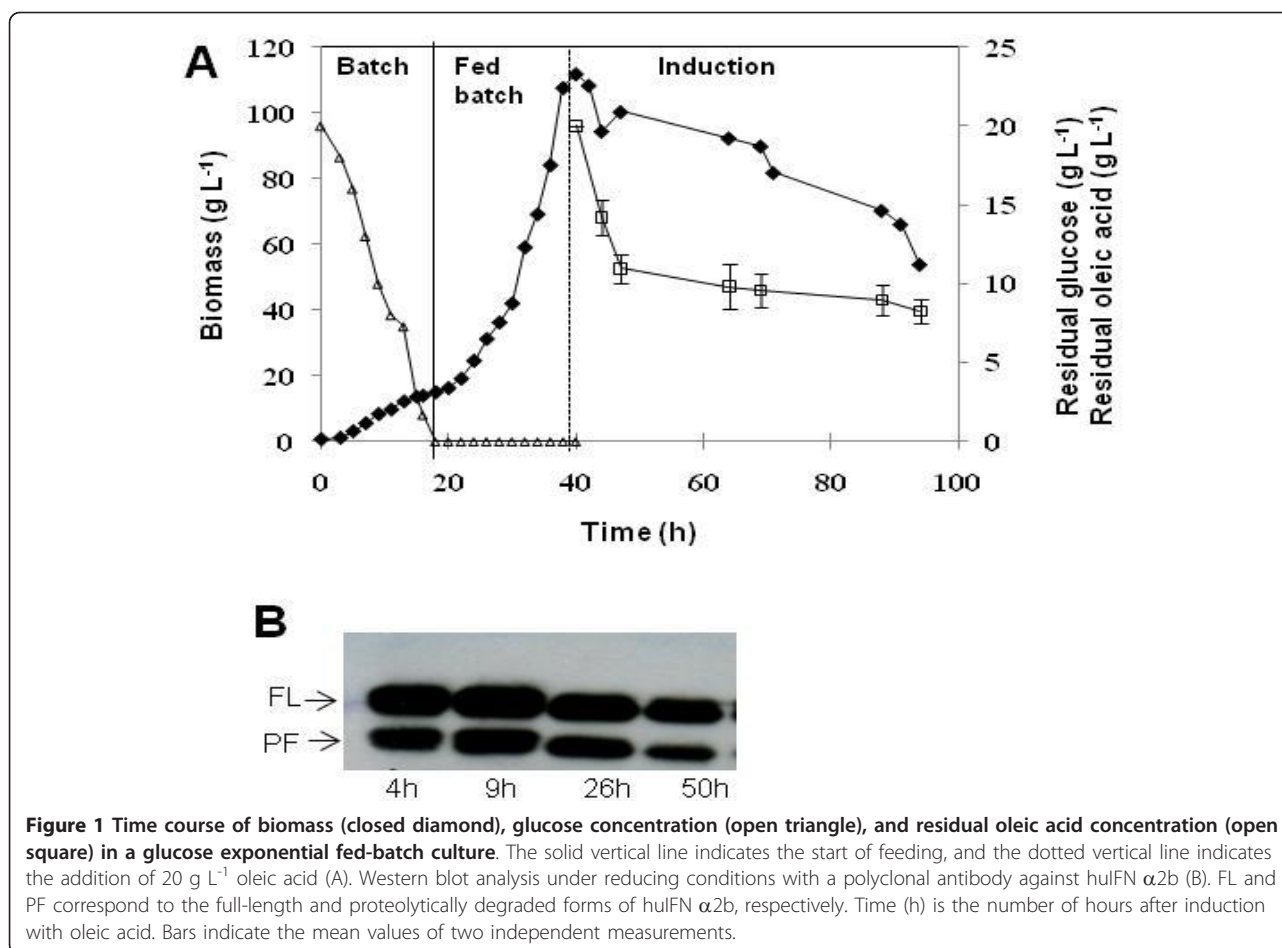 A
Batch
Fed
batch
Induction
120
100
80
60
40
20
0
Biomass (g L-1)
25
20
15
10
5
0
Residual glucose (g L-1)
Residual oleic acid (g L-1)
0
20
40
60
80
100
Time (h)
B
FL
PF
4h
9h
26h
50h
Figure 1 Time course of biomass (closed diamond), glucose concentration (open triangle), and residual oleic acid concentration (open
square) in a glucose exponential fed-batch culture. The solid vertical line indicates the start of feeding, and the dotted vertical line indicates
the addition of 20 g L-1 oleic acid (A). Western blot analysis under reducing conditions with a polyclonal antibody against huIFN α2b (B). FL and
PF correspond to the full-length and proteolytically degraded forms of huIFN α2b, respectively. Time (h) is the number of hours after induction
with oleic acid. Bars indicate the mean values of two independent measurements.